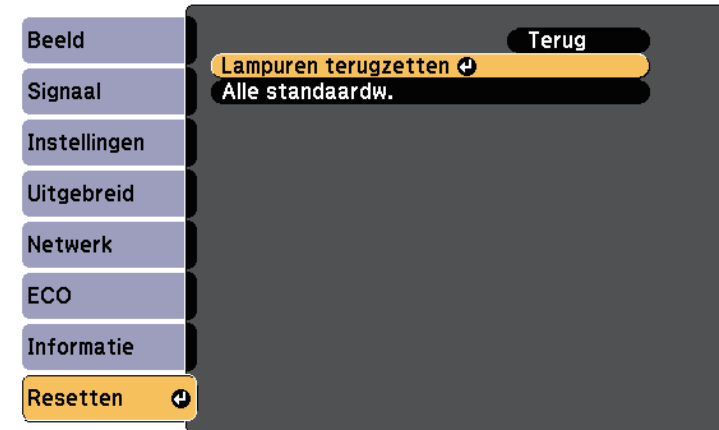 Beeld
Signaal
Instellingen
Uitgebreid
Netwerk
ECO
Informatie
Resetten
Terug
Lampuren terugzetten
Alle standaardw.